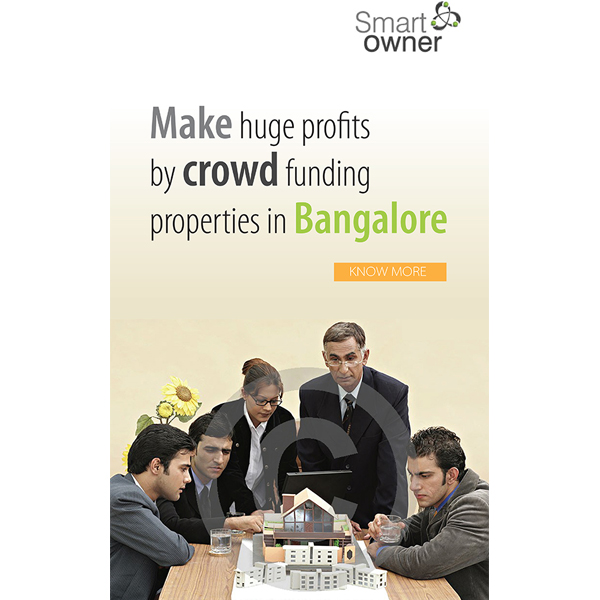 Smart
owner
Make huge profits
by crowd funding
properties in Bangalore
KNOW MORE
©